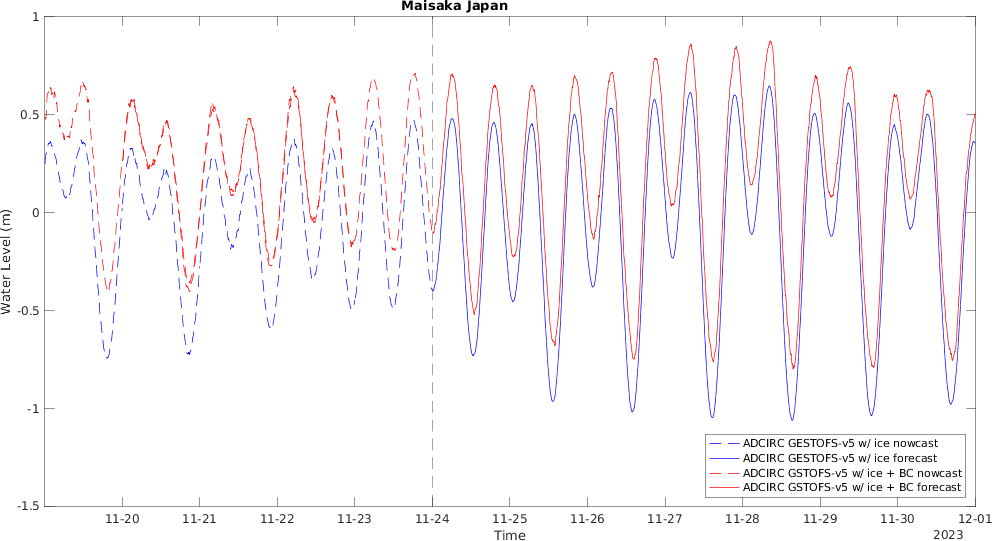 Maisaka Japan
1
0.5
0
-0.5
-1
-1.5
Water Level (m)
ADCIRC GESTOFS-v5 w/ ice nowcast
ADCIRC GESTOFS-v5 w/ ice forecast
ADCIRC GSTOFS-v5 w/ ice + BC nowcast
ADCIRC GSTOFS-v5 w/ ice + BC forecast
11-20 11-21 11-22 11-23 11-24 11-25 11-26 11-27 11-28 11-29 11-30 12-01
Time
2023